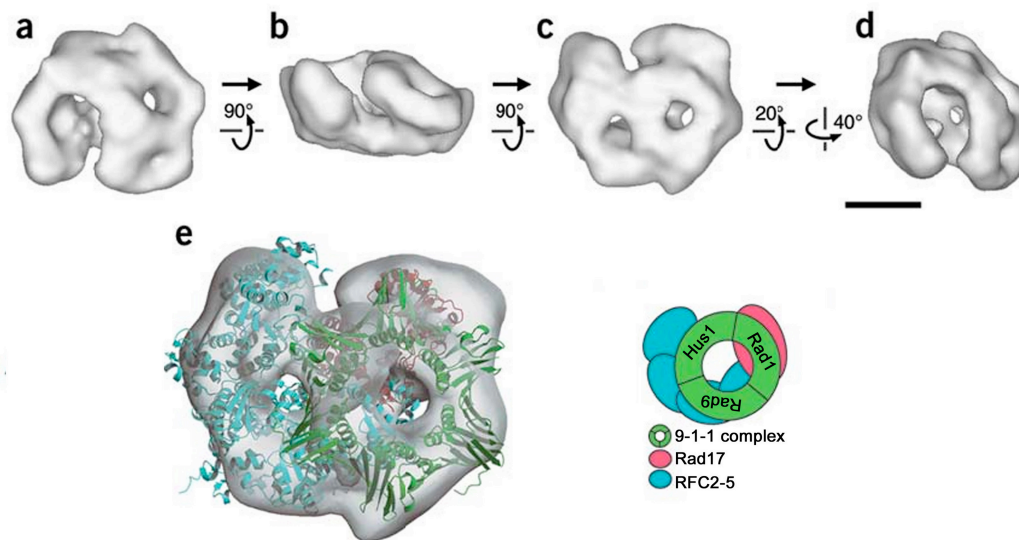 a
b
c
d
90°
90°
20°
40°
e
Hus1
Rad1
Rad9
9-1-1 complex
Rad17
RFC2-5